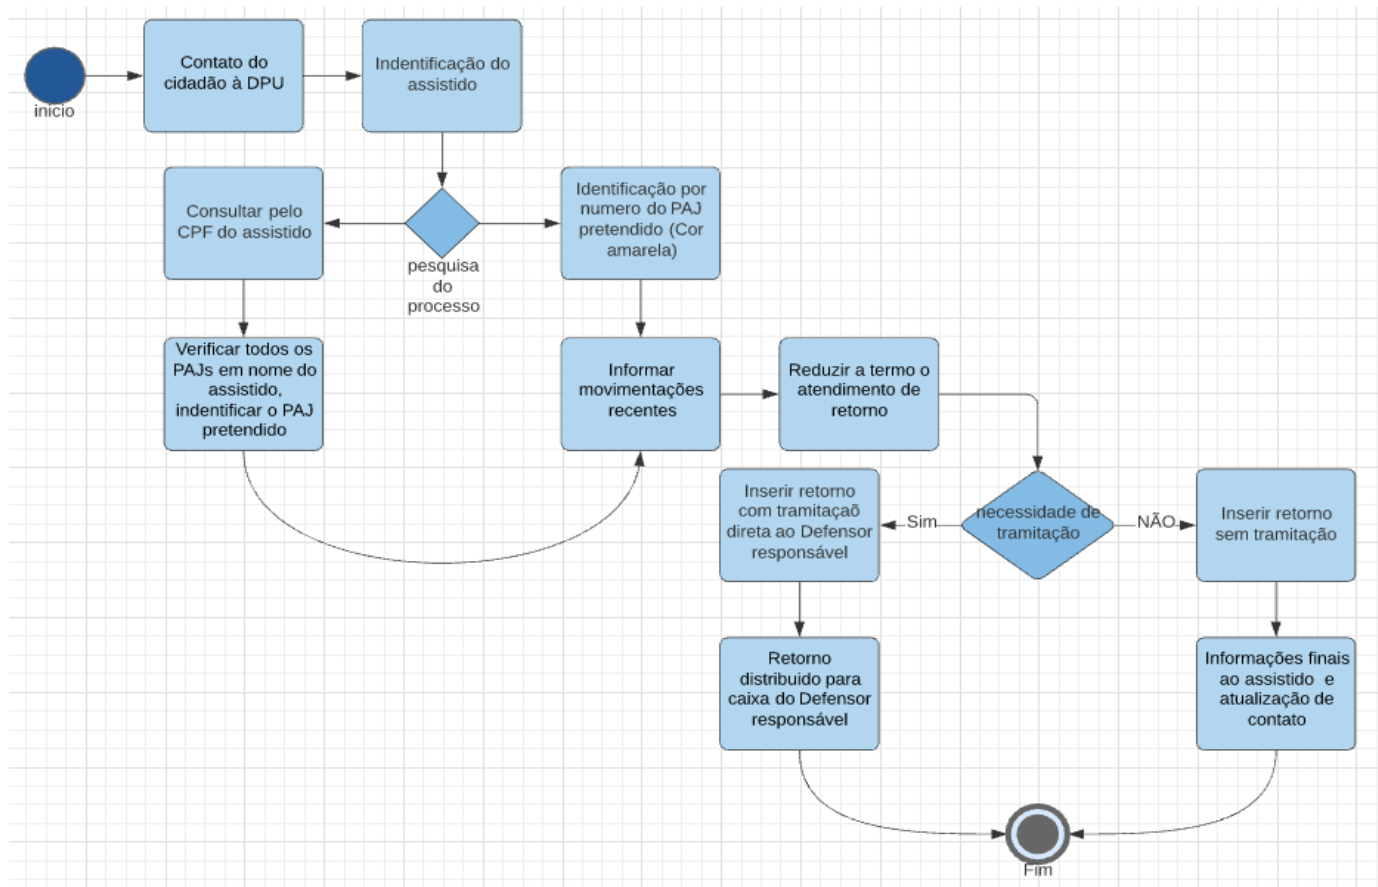 Contato do
cidadão à DPU
Indentificação do
assistido
inicio
Consultar pelo
CPF do assistido
pesquisa
do
processo
Identificação por
numero do PAJ
pretendido (Cor
amarela)
Verificar todos os
PAJs em nome do
assistido,
indentificar o PAJ
pretendido
Informar
movimentações
recentes
Reduzir a termo o
atendimento de
retorno
Inserir retorno
com tramitaçaõ
direta ao Defensor
responsável
Sim
necessidade de
tramitação
NÃO
Inserir retorno
sem tramitação
Retorno
distribuido para
caixa do Defensor
responsável
Informações finais
ao assistido e
atualização de
contato
Fim